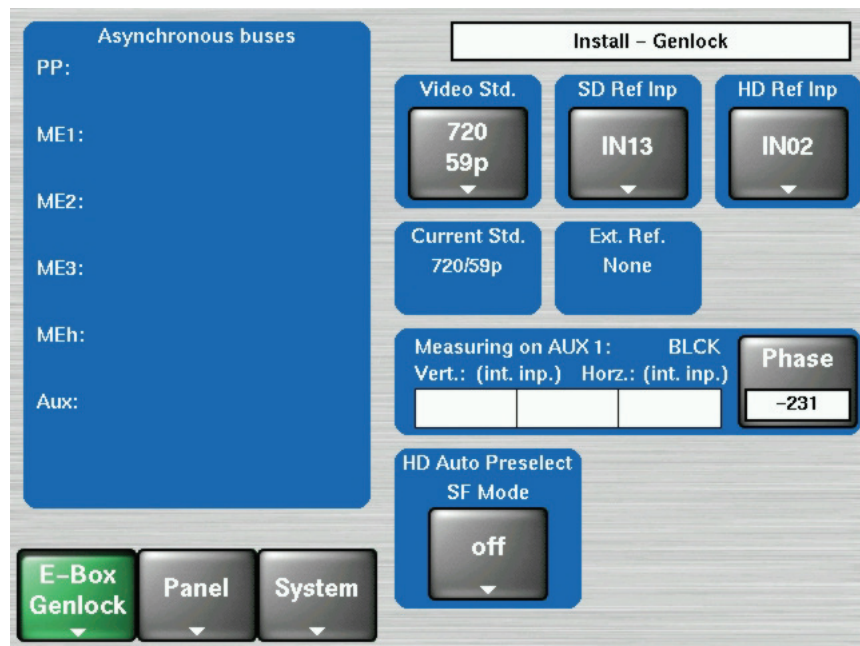 Asynchronous buses
PP:
ME1:
ME2:
ME3:
MEh:
Aux:
Install – Genlock
Video Std.
720
59p
SD Ref Inp
IN13
HD Ref Inp
IN02
Current Std.
720/59p
Ext. Ref.
None
Measuring on AUX 1: BLCK
Vert.: (int. inp.) Horz.: (int. inp.)
Phase
-231
HD Auto Preselect
SF Mode
off
E-Box
Genlock
Panel
System